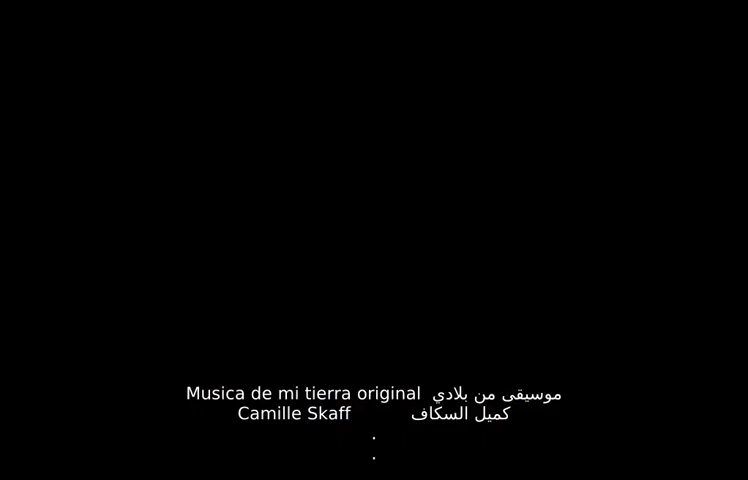 Musica de mi tierra original موسيقى من بلادي
Camille Skaff كميل السكاف
.
.